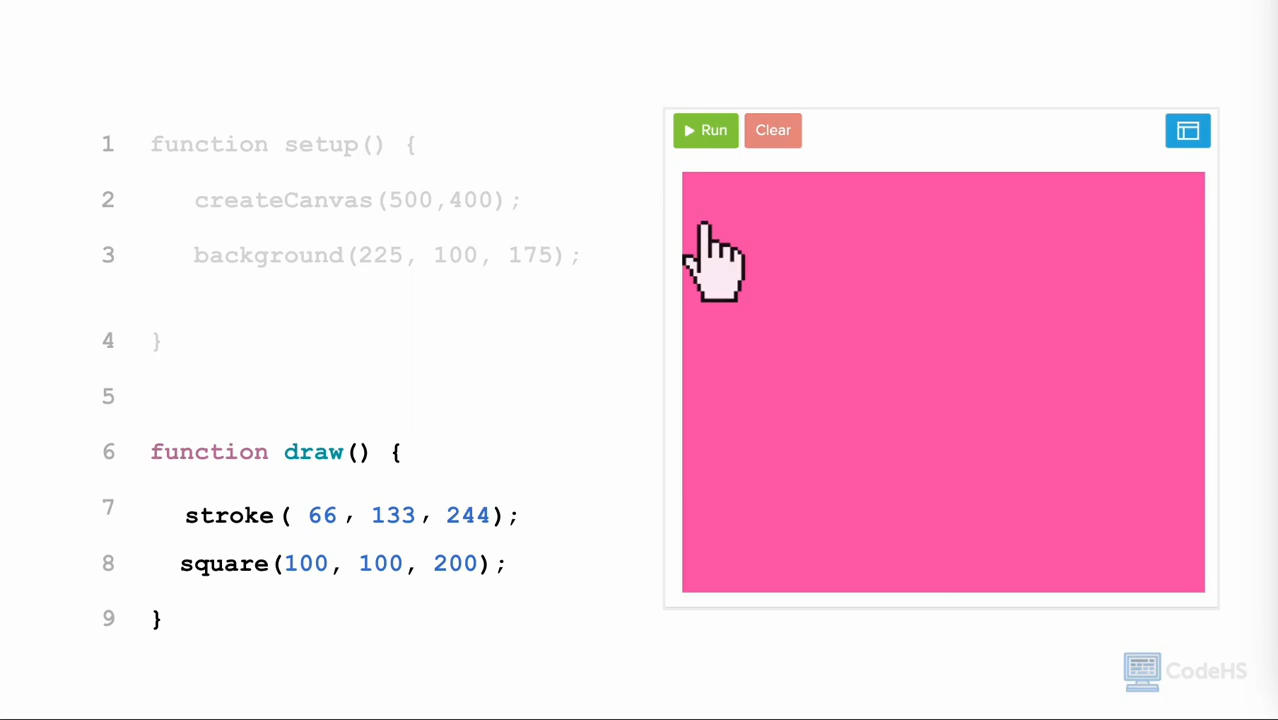 1 function setup() {
2 createCanvas(500,400);
3 background(225, 100, 175);
4 }
5
6 function draw() {
7 stroke( 66, 133, 244);
8 square(100, 100, 200);
9 }
Run Clear
CodeHS